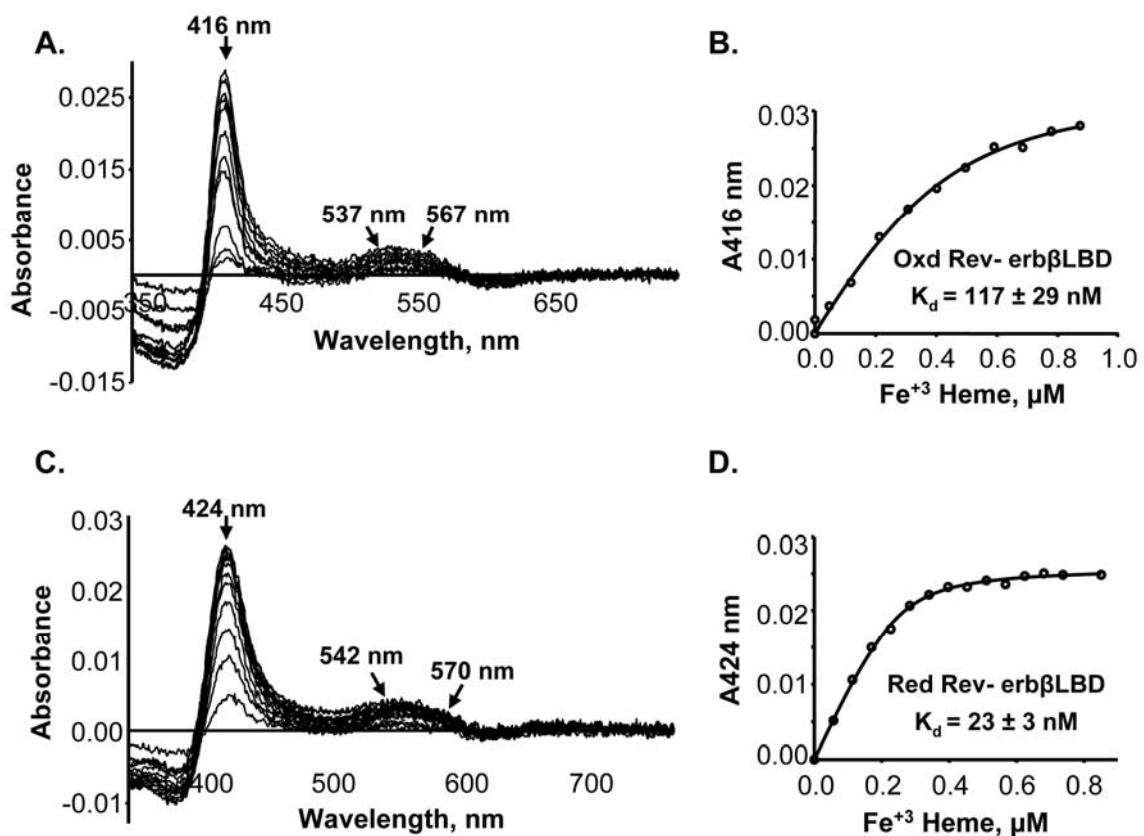 A.
416 nm
0.025
0.015
0.005
-0.005
-0.015
Absorbance
537 nm
567 nm
350
450
550
650
Wavelength, nm
B.
0.03
0.02
0.01
0.00
A416 nm
Oxd Rev- erbβLBD
Kd = 117 ± 29 nM
0.0 0.2 0.4 0.6 0.8 1.0
Fe+3 Heme, μM
C.
424 nm
0.03
0.02
0.01
0.00
-0.01
Absorbance
542 nm
570 nm
400
500
600
700
Wavelength, nm
D.
0.03
0.02
0.01
0.00
A424 nm
Red Rev- erbβLBD
Kd = 23 ± 3 nM
0.0 0.2 0.4 0.6 0.8
Fe+3 Heme, μM